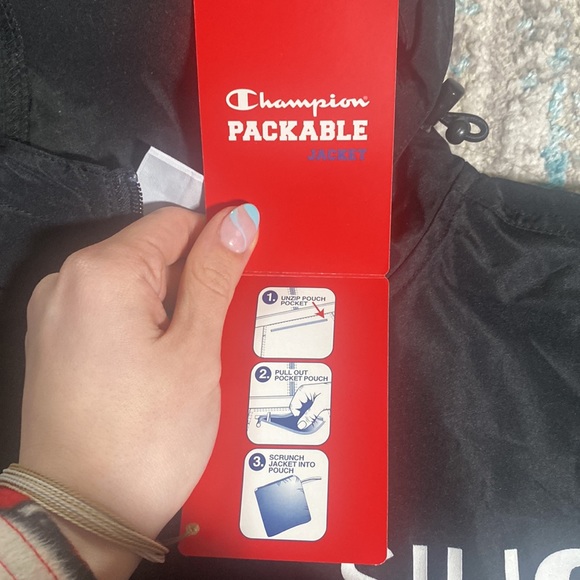 Champion
PACKABLE
JACKET
1. UNZIP POUCH
POCKET
2. PULL OUT
POCKET POUCH
3. SCRUNCH
JACKET INTO
POUCH